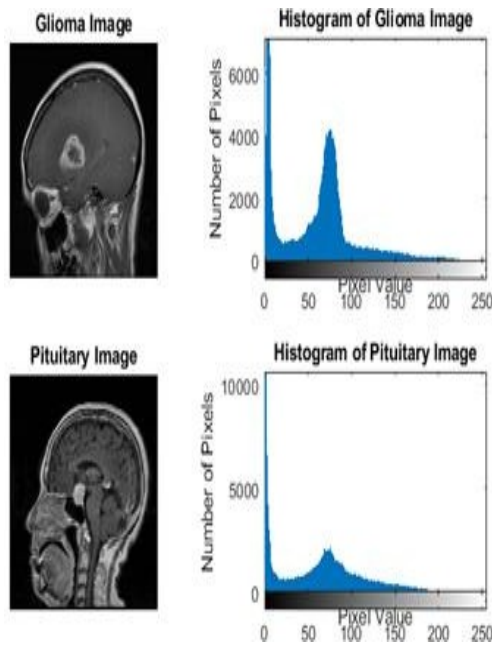 Glioma Image
Histogram of Glioma Image
Number of Pixels
6000
4000
2000
0
0 50 100 150 200 250
Pixel Value
Pituitary Image
Histogram of Pituitary Image
Number of Pixels
10000
5000
0
0 50 100 150 200 250
Pixel Value